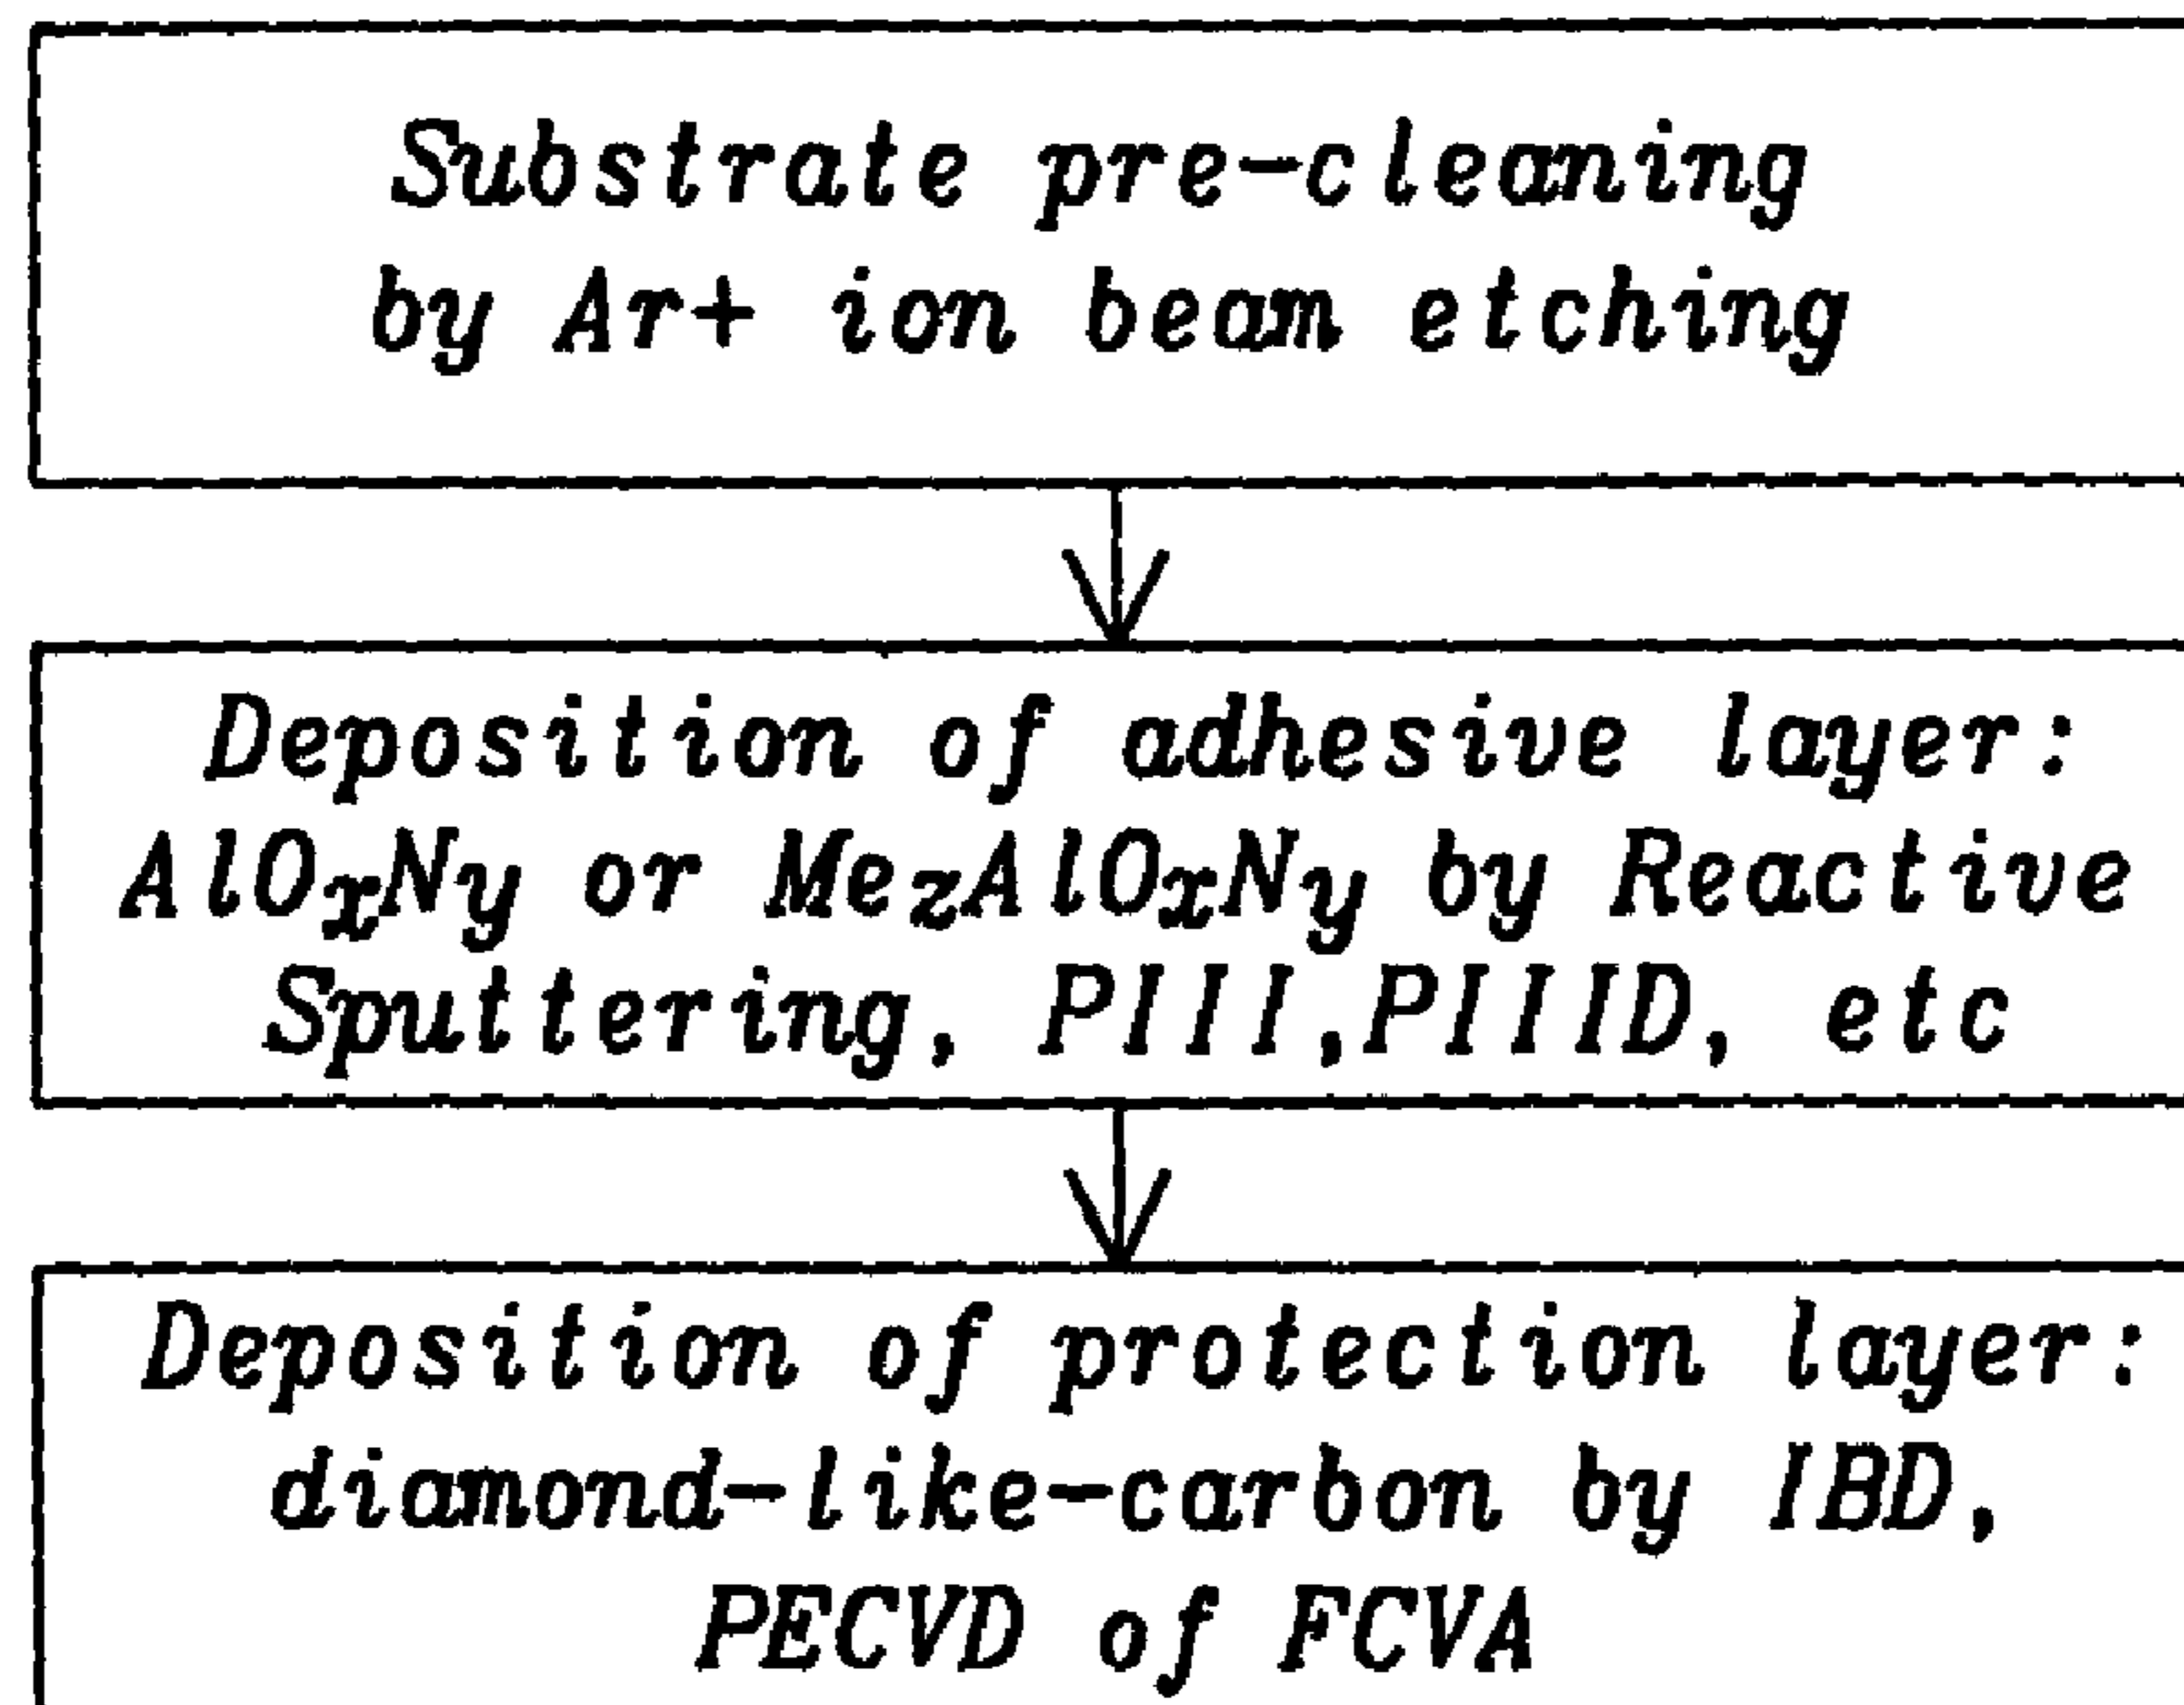 Substrate pre-cleaning
by Ar+ ion beam etching
Deposition of adhesive layer:
AlOxNy or MezAlOxNy by Reactive
Sputtering, PIII,PIIID, etc
Deposition of protection layer:
diamond-like-carbon by IBD,
PECVD of FCVA